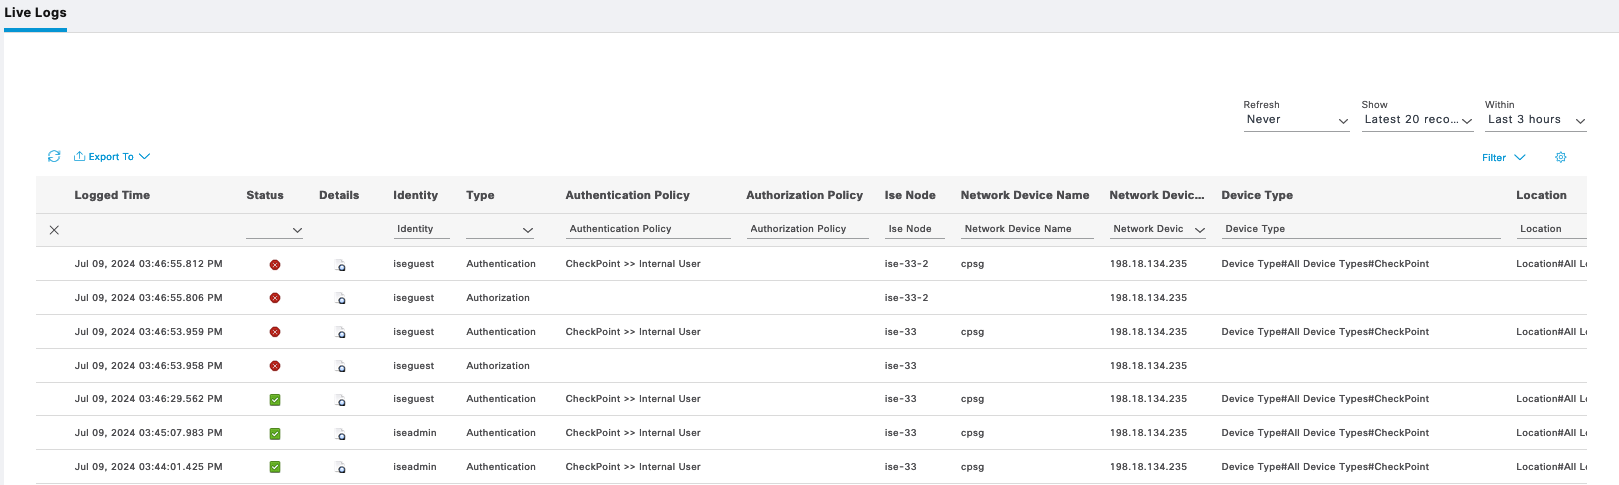 Live Logs
Refresh Show Within
Never Latest 20 reco... Last 3 hours
Export To Filter
Logged Time Status Details Identity Type Authentication Policy Authorization Policy Ise Node Network Device Name Network Devic... Device Type Location
Identity Authentication Policy Authorization Policy Ise Node Network Device Name Network Devic Device Type Location
Jul 09, 2024 03:46:55.812 PM iseguest Authentication CheckPoint >> Internal User ise-33-2 cpsg 198.18.134.235 Device Type#All Device Types#CheckPoint Location#All Lo
Jul 09, 2024 03:46:55.806 PM iseguest Authorization ise-33-2 198.18.134.235
Jul 09, 2024 03:46:53.959 PM iseguest Authentication CheckPoint >> Internal User ise-33 cpsg 198.18.134.235 Device Type#All Device Types#CheckPoint Location#All Lo
Jul 09, 2024 03:46:53.958 PM iseguest Authorization ise-33 198.18.134.235
Jul 09, 2024 03:46:29.562 PM iseguest Authentication CheckPoint >> Internal User ise-33 cpsg 198.18.134.235 Device Type#All Device Types#CheckPoint Location#All Lo
Jul 09, 2024 03:45:07.983 PM iseadmin Authentication CheckPoint >> Internal User ise-33 cpsg 198.18.134.235 Device Type#All Device Types#CheckPoint Location#All Lo
Jul 09, 2024 03:44:01.425 PM iseadmin Authentication CheckPoint >> Internal User ise-33 cpsg 198.18.134.235 Device Type#All Device Types#CheckPoint Location#All Lo